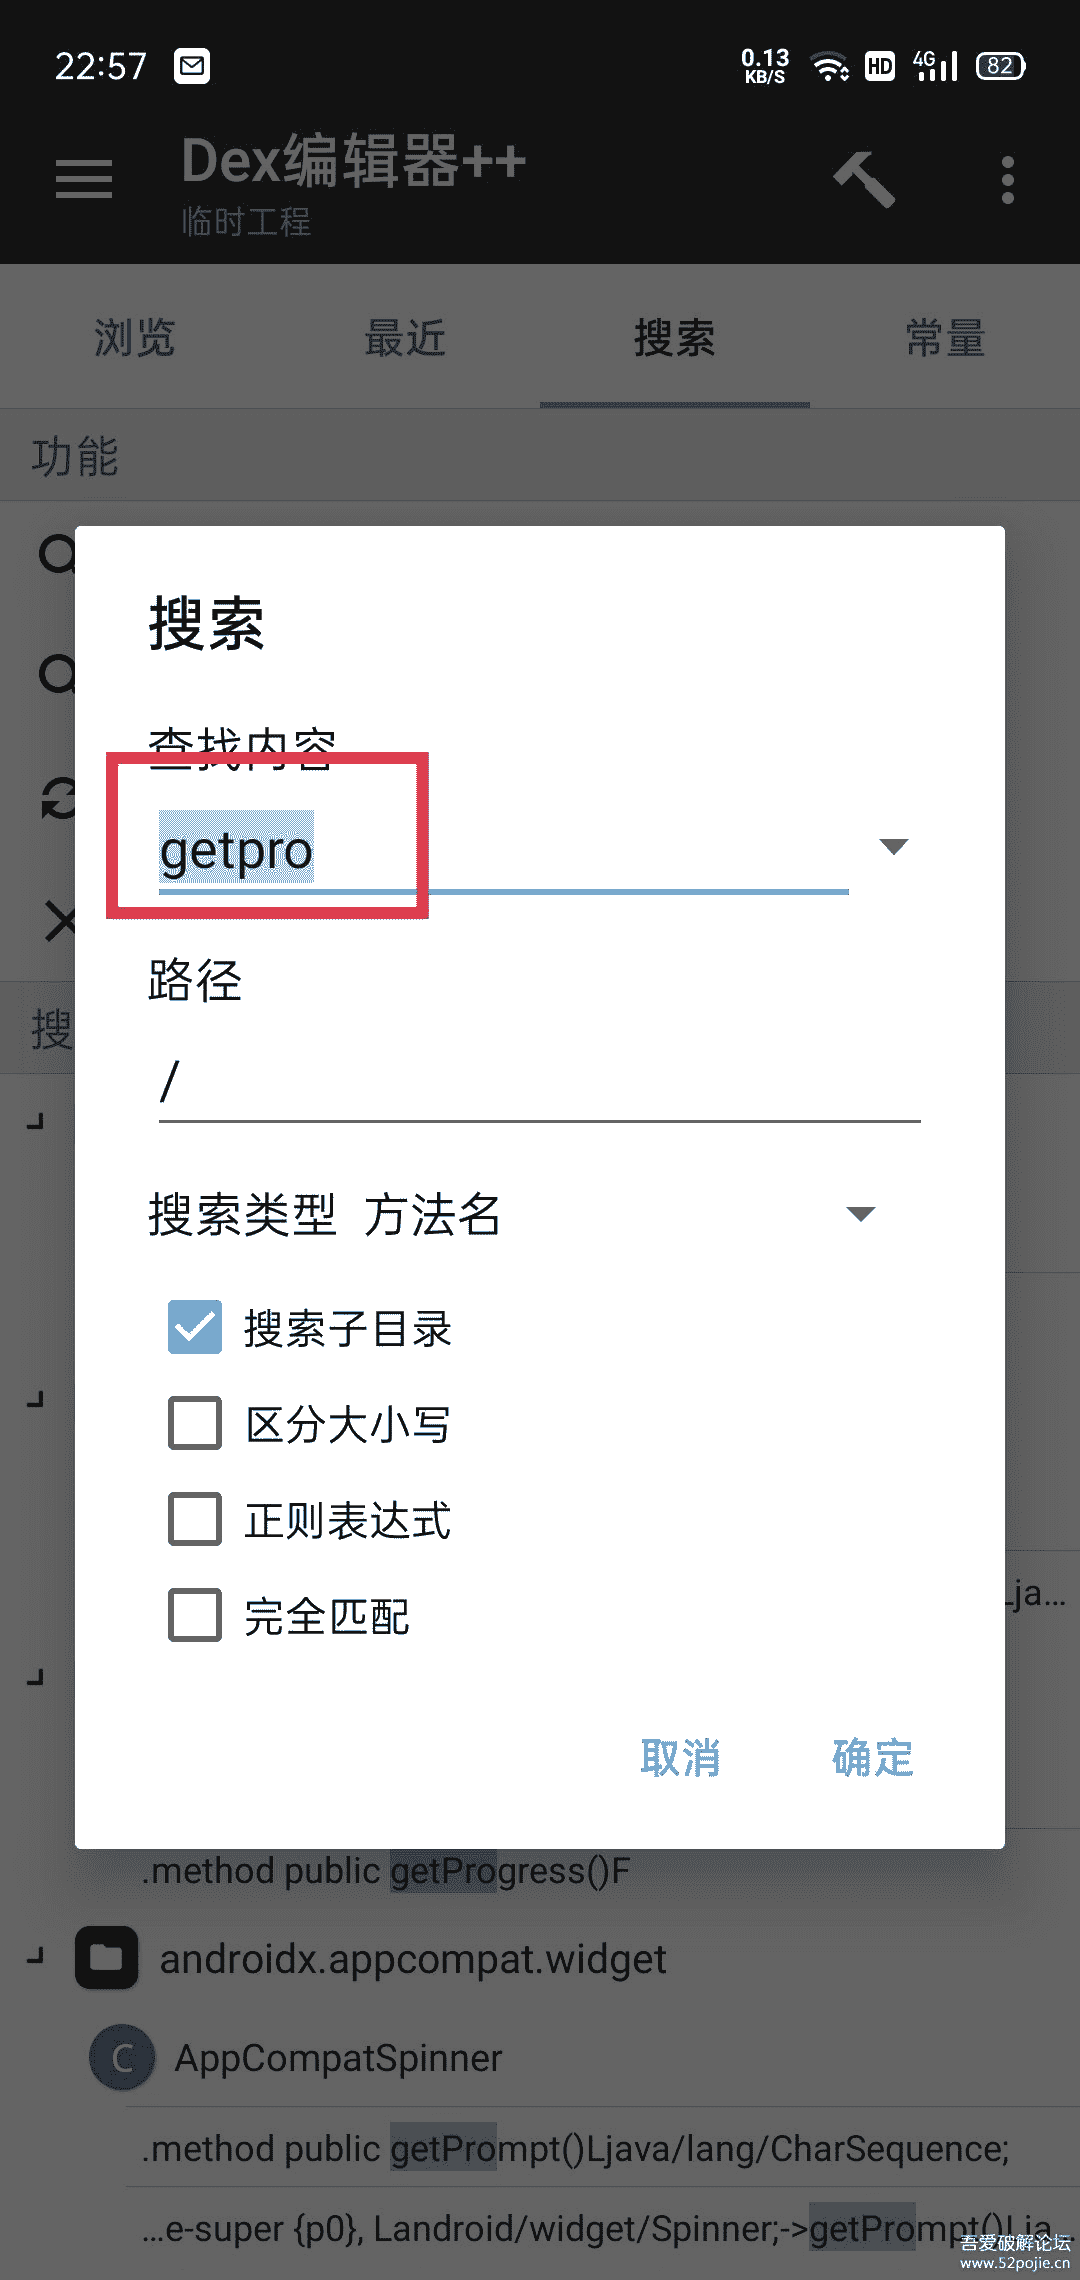 22:57
0.13
KB/S
HD
4G
82
Dex编辑器++
临时工程
浏览
最近
搜索
常量
功能
搜索
查找内容
getpro
路径
搜
/
搜索类型 方法名
搜索子目录
区分大小写
正则表达式
Lja...
完全匹配
取消
确定
.method public getProgress()F
androidx.appcompat.widget
C
AppCompatSpinner
.method public getPrompt()Ljava/lang/CharSequence;
...e-super {p0}, Landroid/widget/Spinner;->getPrompt()Lja...
吾爱破解论坛
www.52pojie.cn